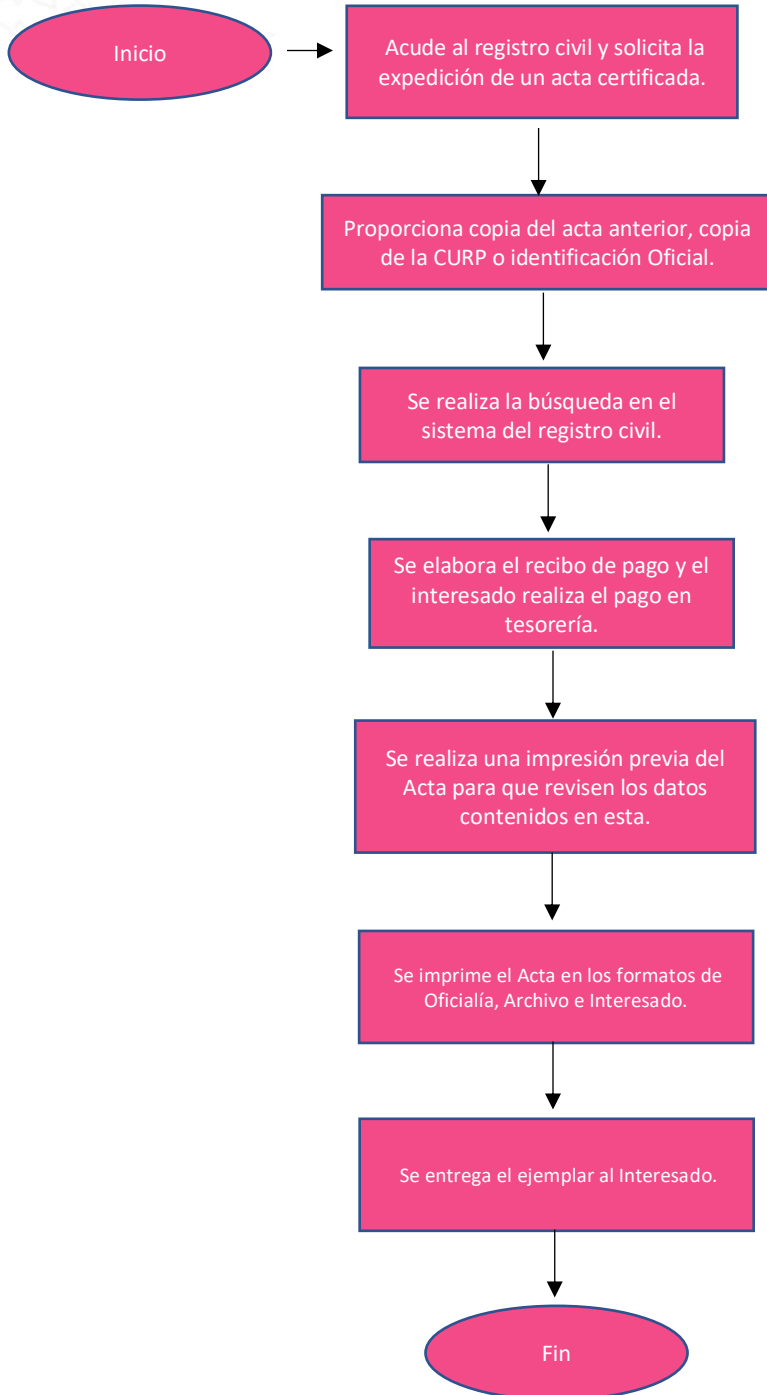 Inicio
Acude al registro civil y solicita la
expedición de un acta certificada.
Proporciona copia del acta anterior, copia
de la CURP o identificación Oficial.
Se realiza la búsqueda en el
sistema del registro civil.
Se elabora el recibo de pago y el
interesado realiza el pago en
tesorería.
Se realiza una impresión previa del
Acta para que revisen los datos
contenidos en esta.
Se imprime el Acta en los formatos de
Oficialía, Archivo e Interesado.
Se entrega el ejemplar al Interesado.
Fin